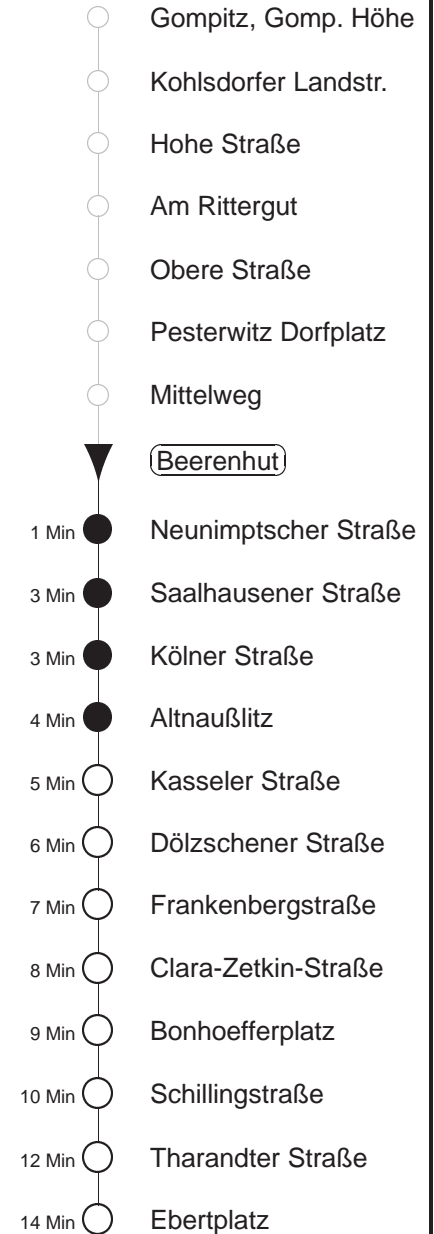 Gompitz, Gomp. Höhe
Kohlsdorfer Landstr.
Hohe Straße
Am Rittergut
Obere Straße
Pesterwitz Dorfplatz
Mittelweg
Beerenhut
1 Min Neunimptscher Straße
3 Min Saalhausener Straße
3 Min Kölner Straße
4 Min Altnaußlitz
5 Min Kasseler Straße
6 Min Dölzschener Straße
7 Min Frankenbergstraße
8 Min Clara-Zetkin-Straße
9 Min Bonhoefferplatz
10 Min Schillingstraße
12 Min Tharandter Straße
14 Min Ebertplatz